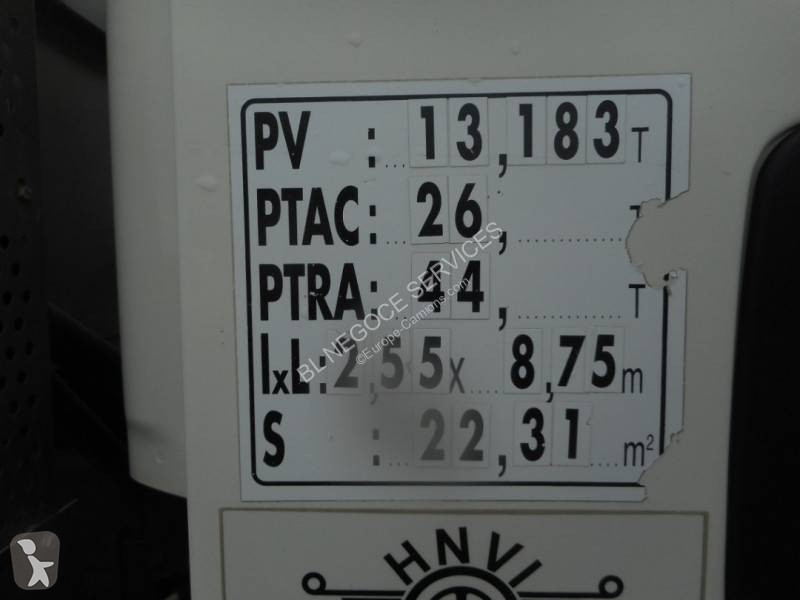 PV : 13,183 T
PTAC : 26, T
PTRA : 44, T
lxL : 2,55 x 8,75 m
S : 22,31 m²
BL NEGOCE SERVICES
©Europe-Camions.com
HNVI